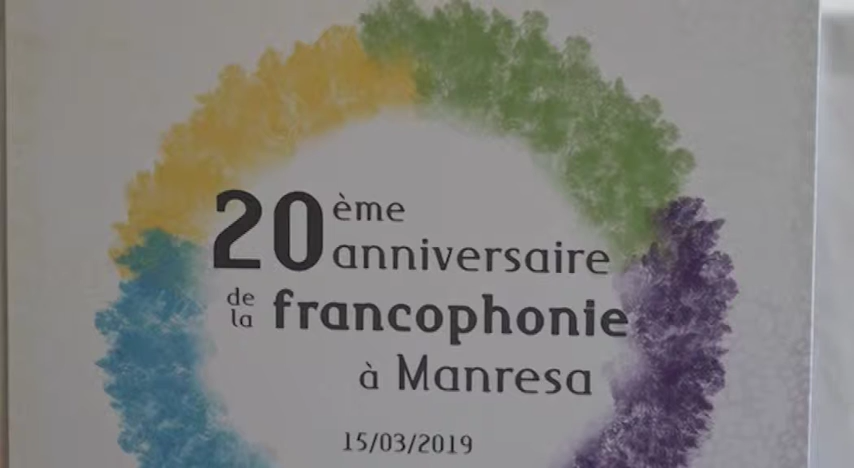 20ème
anniversaire
de la francophonie
à Manresa
15/03/2019